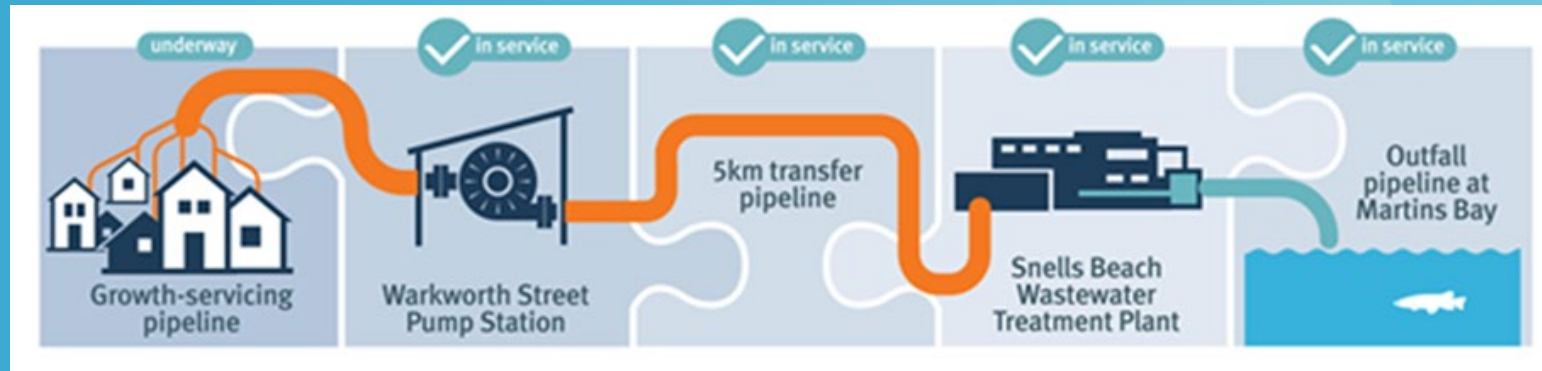 underway
in service
in service
in service
in service
Growth-servicing
pipeline
Warkworth Street
Pump Station
5km transfer
pipeline
Snells Beach
Wastewater
Treatment Plant
Outfall
pipeline at
Martins Bay